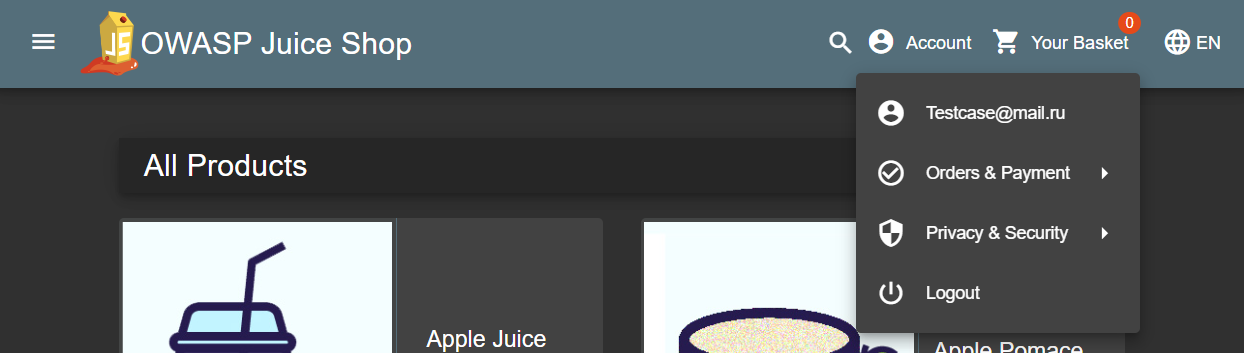 OWASP Juice Shop
Account
Your Basket
0
EN
Testcase@mail.ru
Orders & Payment
Privacy & Security
Logout
All Products
Apple Juice
Apple Pomace